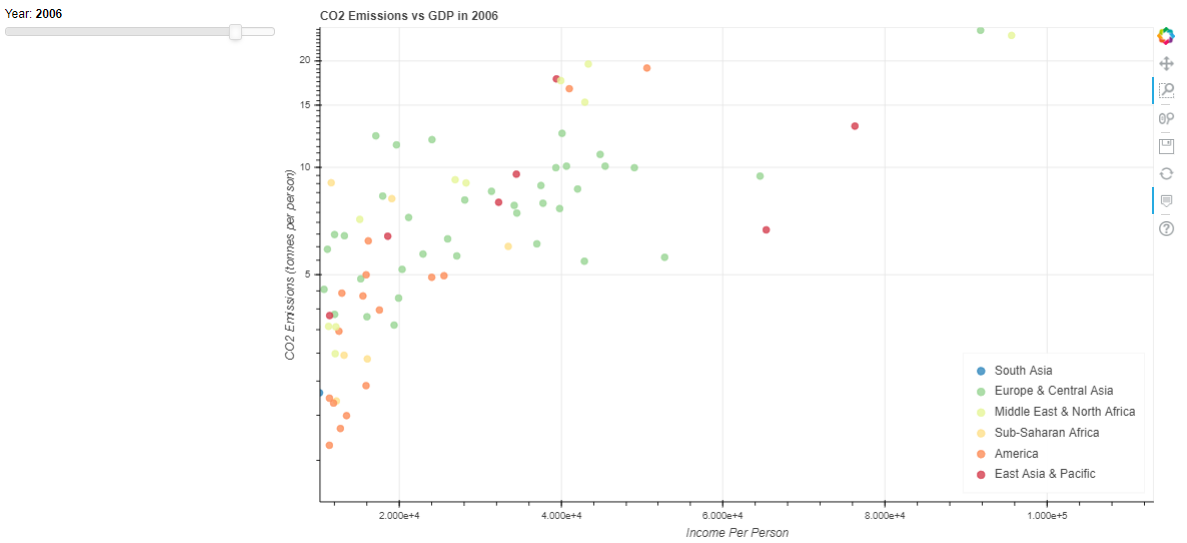 Year: 2006
CO2 Emissions vs GDP in 2006
20
15
10
5
CO2 Emissions (tonnes per person)
South Asia
Europe & Central Asia
Middle East & North Africa
Sub-Saharan Africa
America
East Asia & Pacific
2.000e+4 4.000e+4 6.000e+4 8.000e+4 1.000e+5
Income Per Person